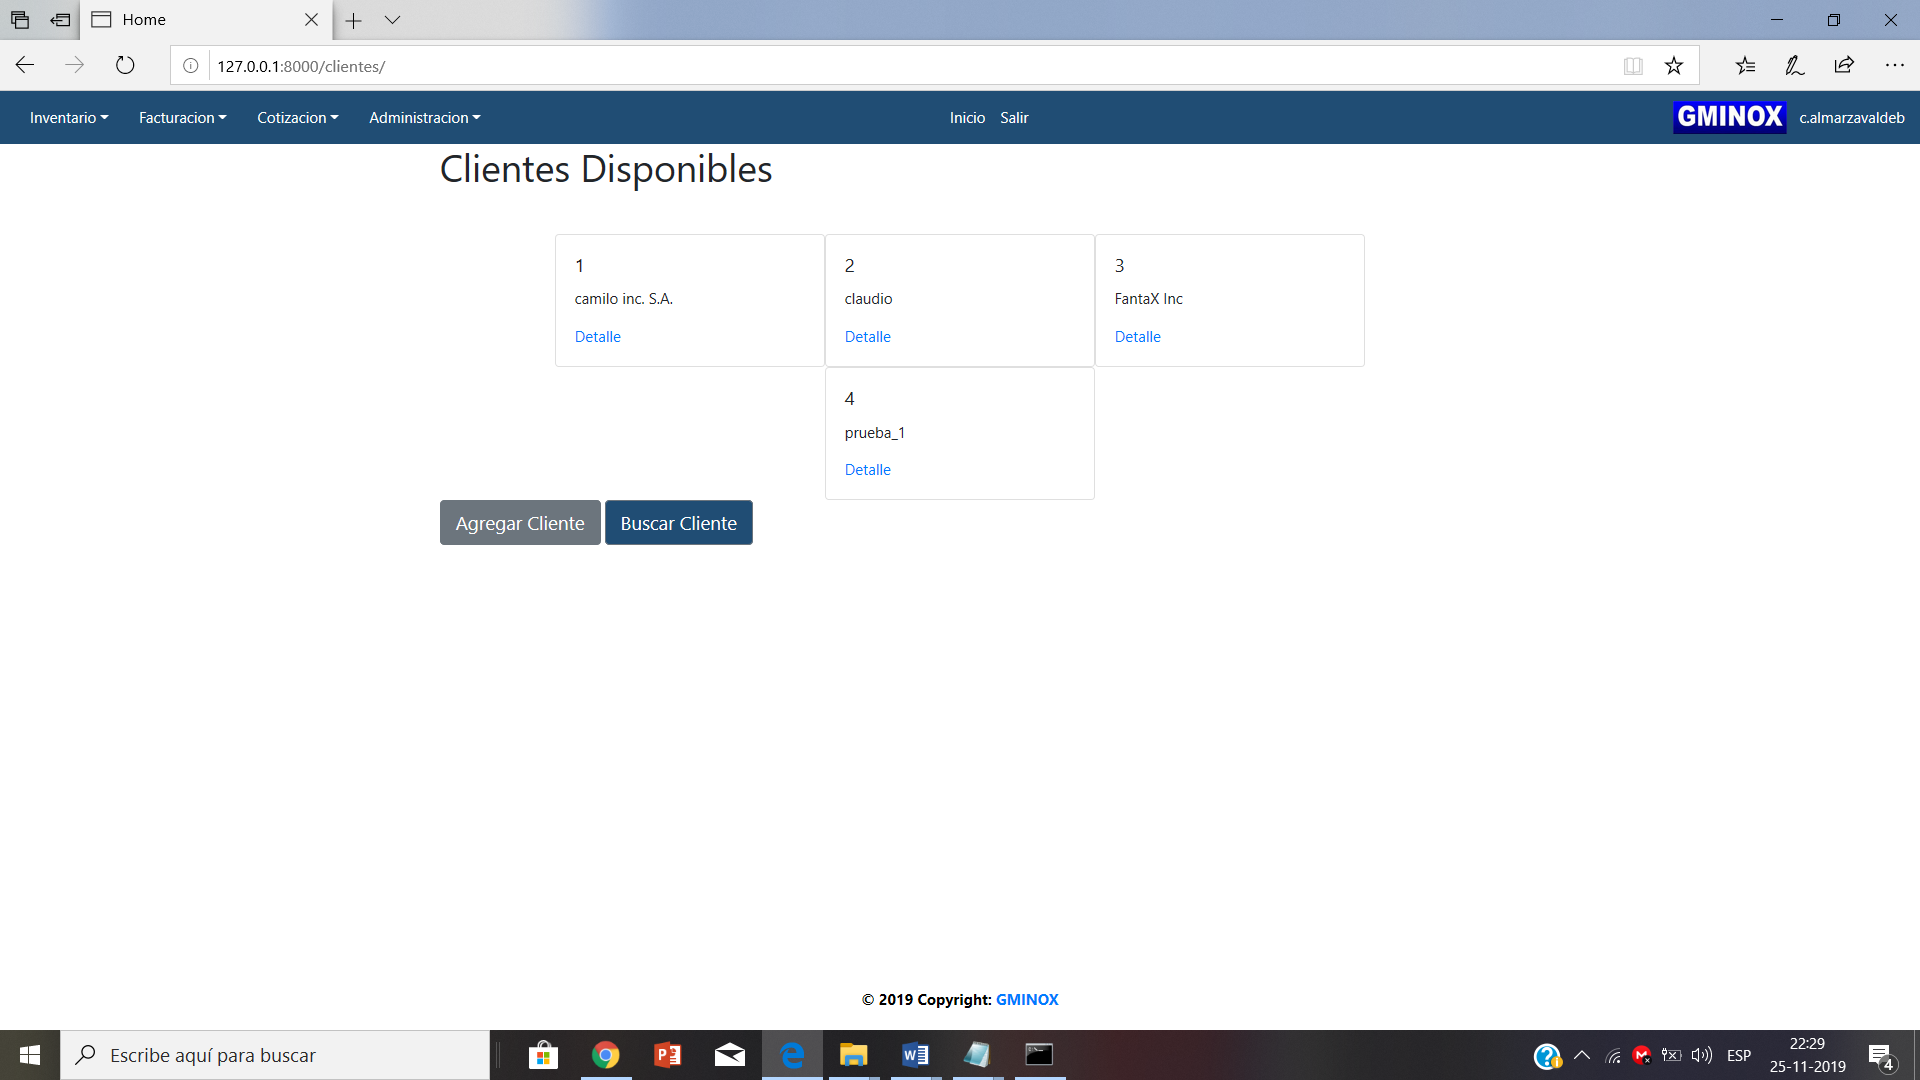 Home
127.0.0.1:8000/clientes/
Inventario Facturacion Cotizacion Administracion Inicio Salir GMINOX c.almarzavaldeb
Clientes Disponibles
1
camilo inc. S.A.
Detalle
2
claudio
Detalle
3
FantaX Inc
Detalle
4
prueba_1
Detalle
Agregar Cliente Buscar Cliente
© 2019 Copyright: GMINOX
Escribe aquí para buscar
ESP
22:29
25-11-2019
4